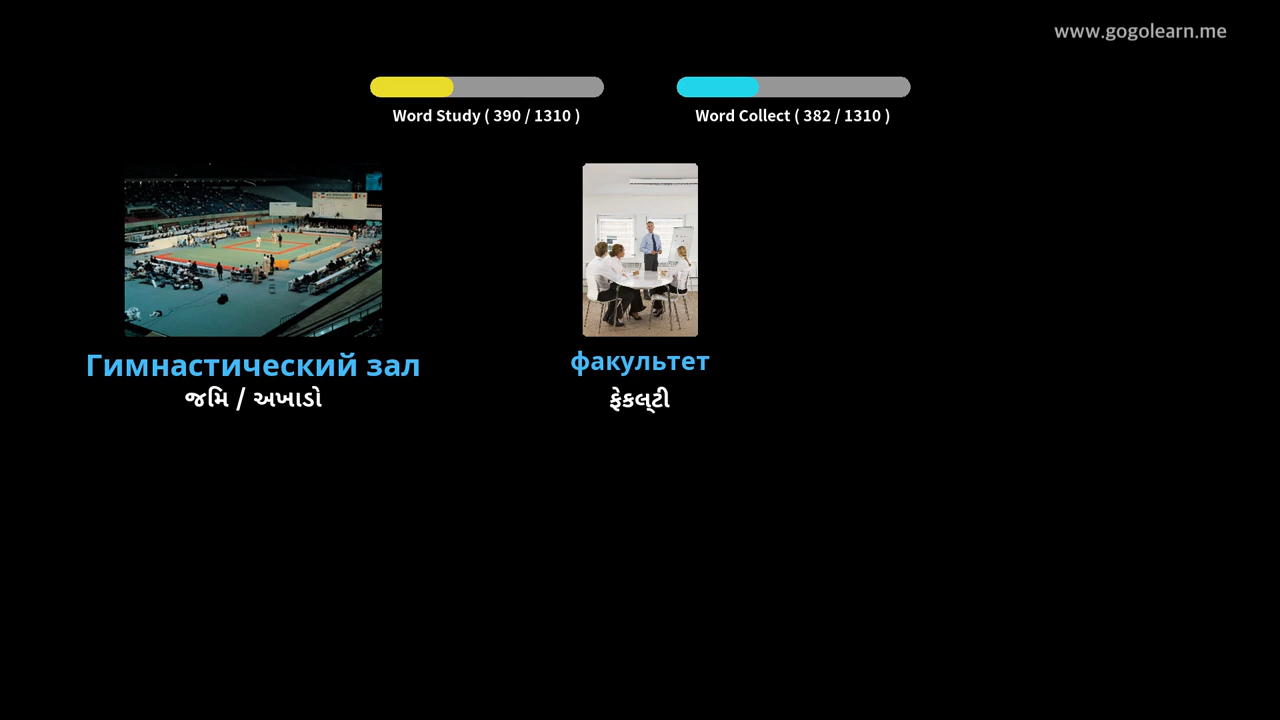 www.gogolearn.me
Word Study ( 390 / 1310 )
Word Collect ( 382 / 1310 )
Гимнастический зал
જમિ / અખાડો
факультет
ફેકલ્ટી